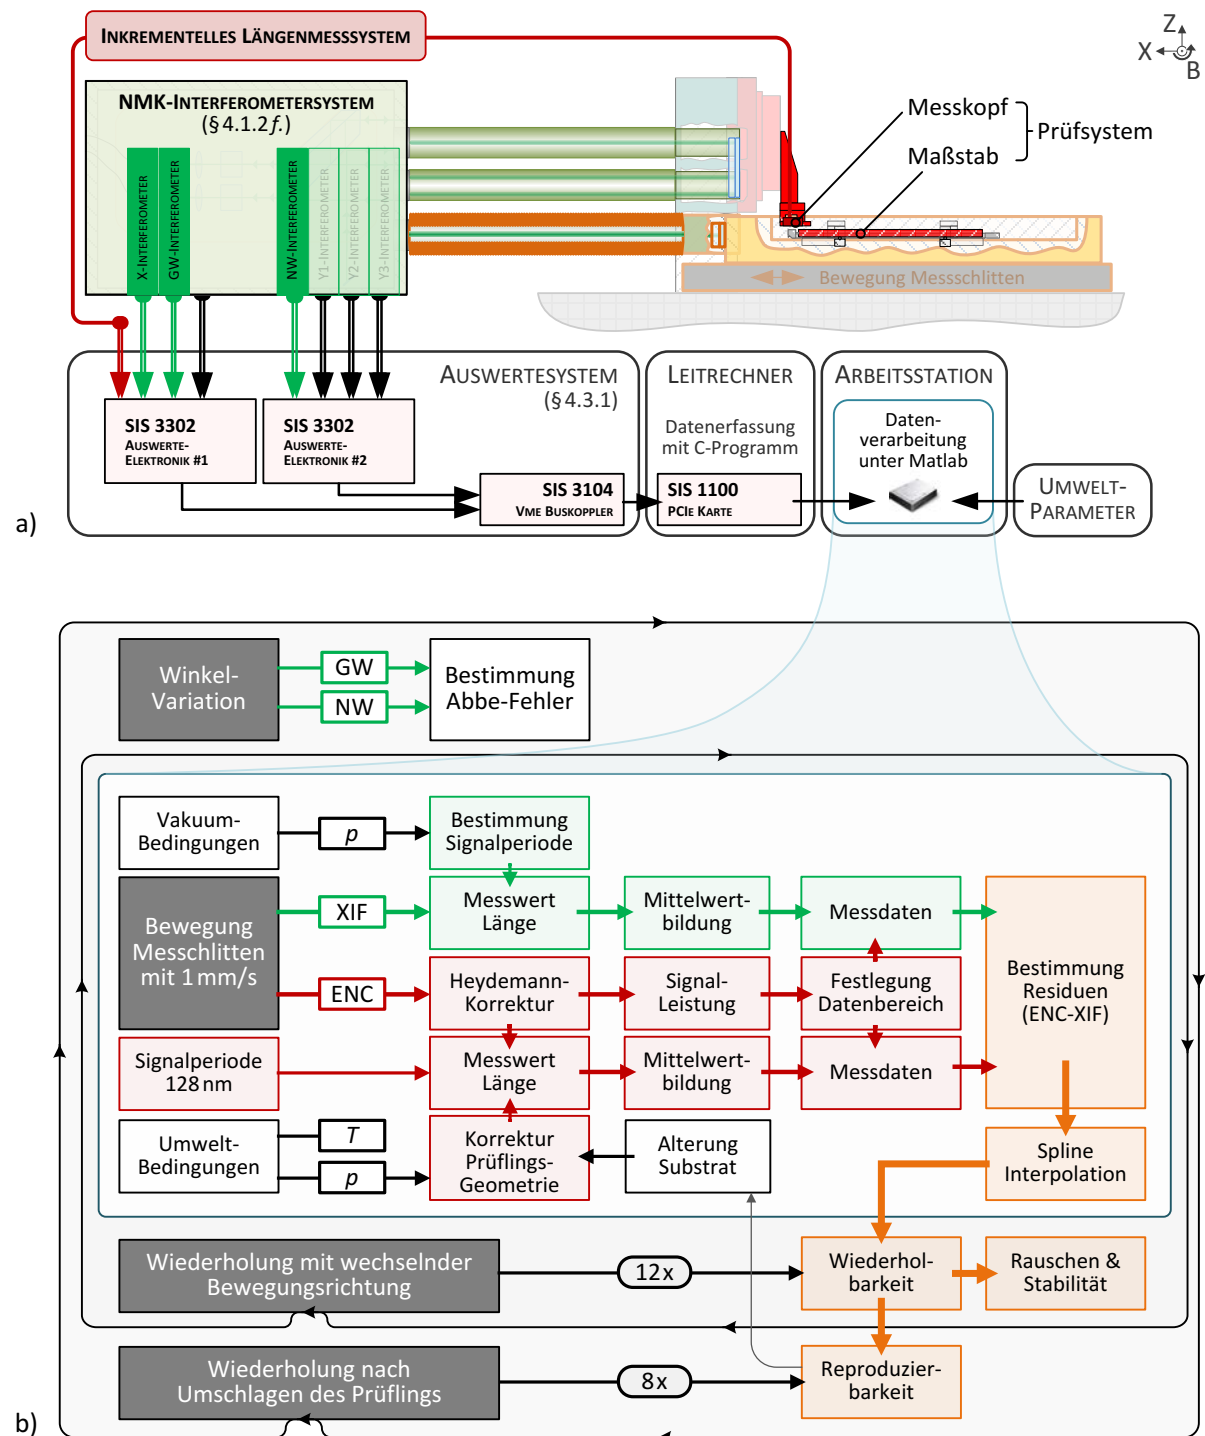 INKREMENTELLES LÄNGENMESSSYSTEM
Z
X
B
NMK-INTERFEROMETERSYSTEM
(§ 4.1.2 f.)
X-INTERFEROMETER
GW-INTERFEROMETER
NW-INTERFEROMETER
Y1-INTERFEROMETER
Y2-INTERFEROMETER
Y3-INTERFEROMETER
Messkopf
Maßstab
Prüfsystem
Bewegung Messschlitten
AUSWERTESYSTEM
(§ 4.3.1)
SIS 3302
AUSWERTE-
ELEKTRONIK #1
SIS 3302
AUSWERTE-
ELEKTRONIK #2
SIS 3104
VME BUSKOPPLER
LEITRECHNER
Datenerfassung
mit C-Programm
SIS 1100
PCIE KARTE
ARBEITSSTATION
Daten-
verarbeitung
unter Matlab
UMWELT-
PARAMETER
a)
Winkel-
Variation
GW
NW
Bestimmung
Abbe-Fehler
Vakuum-
Bedingungen
p
Bestimmung
Signalperiode
Bewegung
Messchlitten
mit 1 mm/s
XIF
Messwert
Länge
Mittelwert-
bildung
Messdaten
ENC
Heydemann-
Korrektur
Signal-
Leistung
Festlegung
Datenbereich
Bestimmung
Residuen
(ENC-XIF)
Signalperiode
128 nm
Messwert
Länge
Mittelwert-
bildung
Messdaten
Umwelt-
Bedingungen
T
p
Korrektur
Prüflings-
Geometrie
Alterung
Substrat
Spline
Interpolation
Wiederholung mit wechselnder
Bewegungsrichtung
12x
Wiederhol-
barkeit
Rauschen &
Stabilität
Wiederholung nach
Umschlagen des Prüflings
8x
Reproduzier-
barkeit
b)